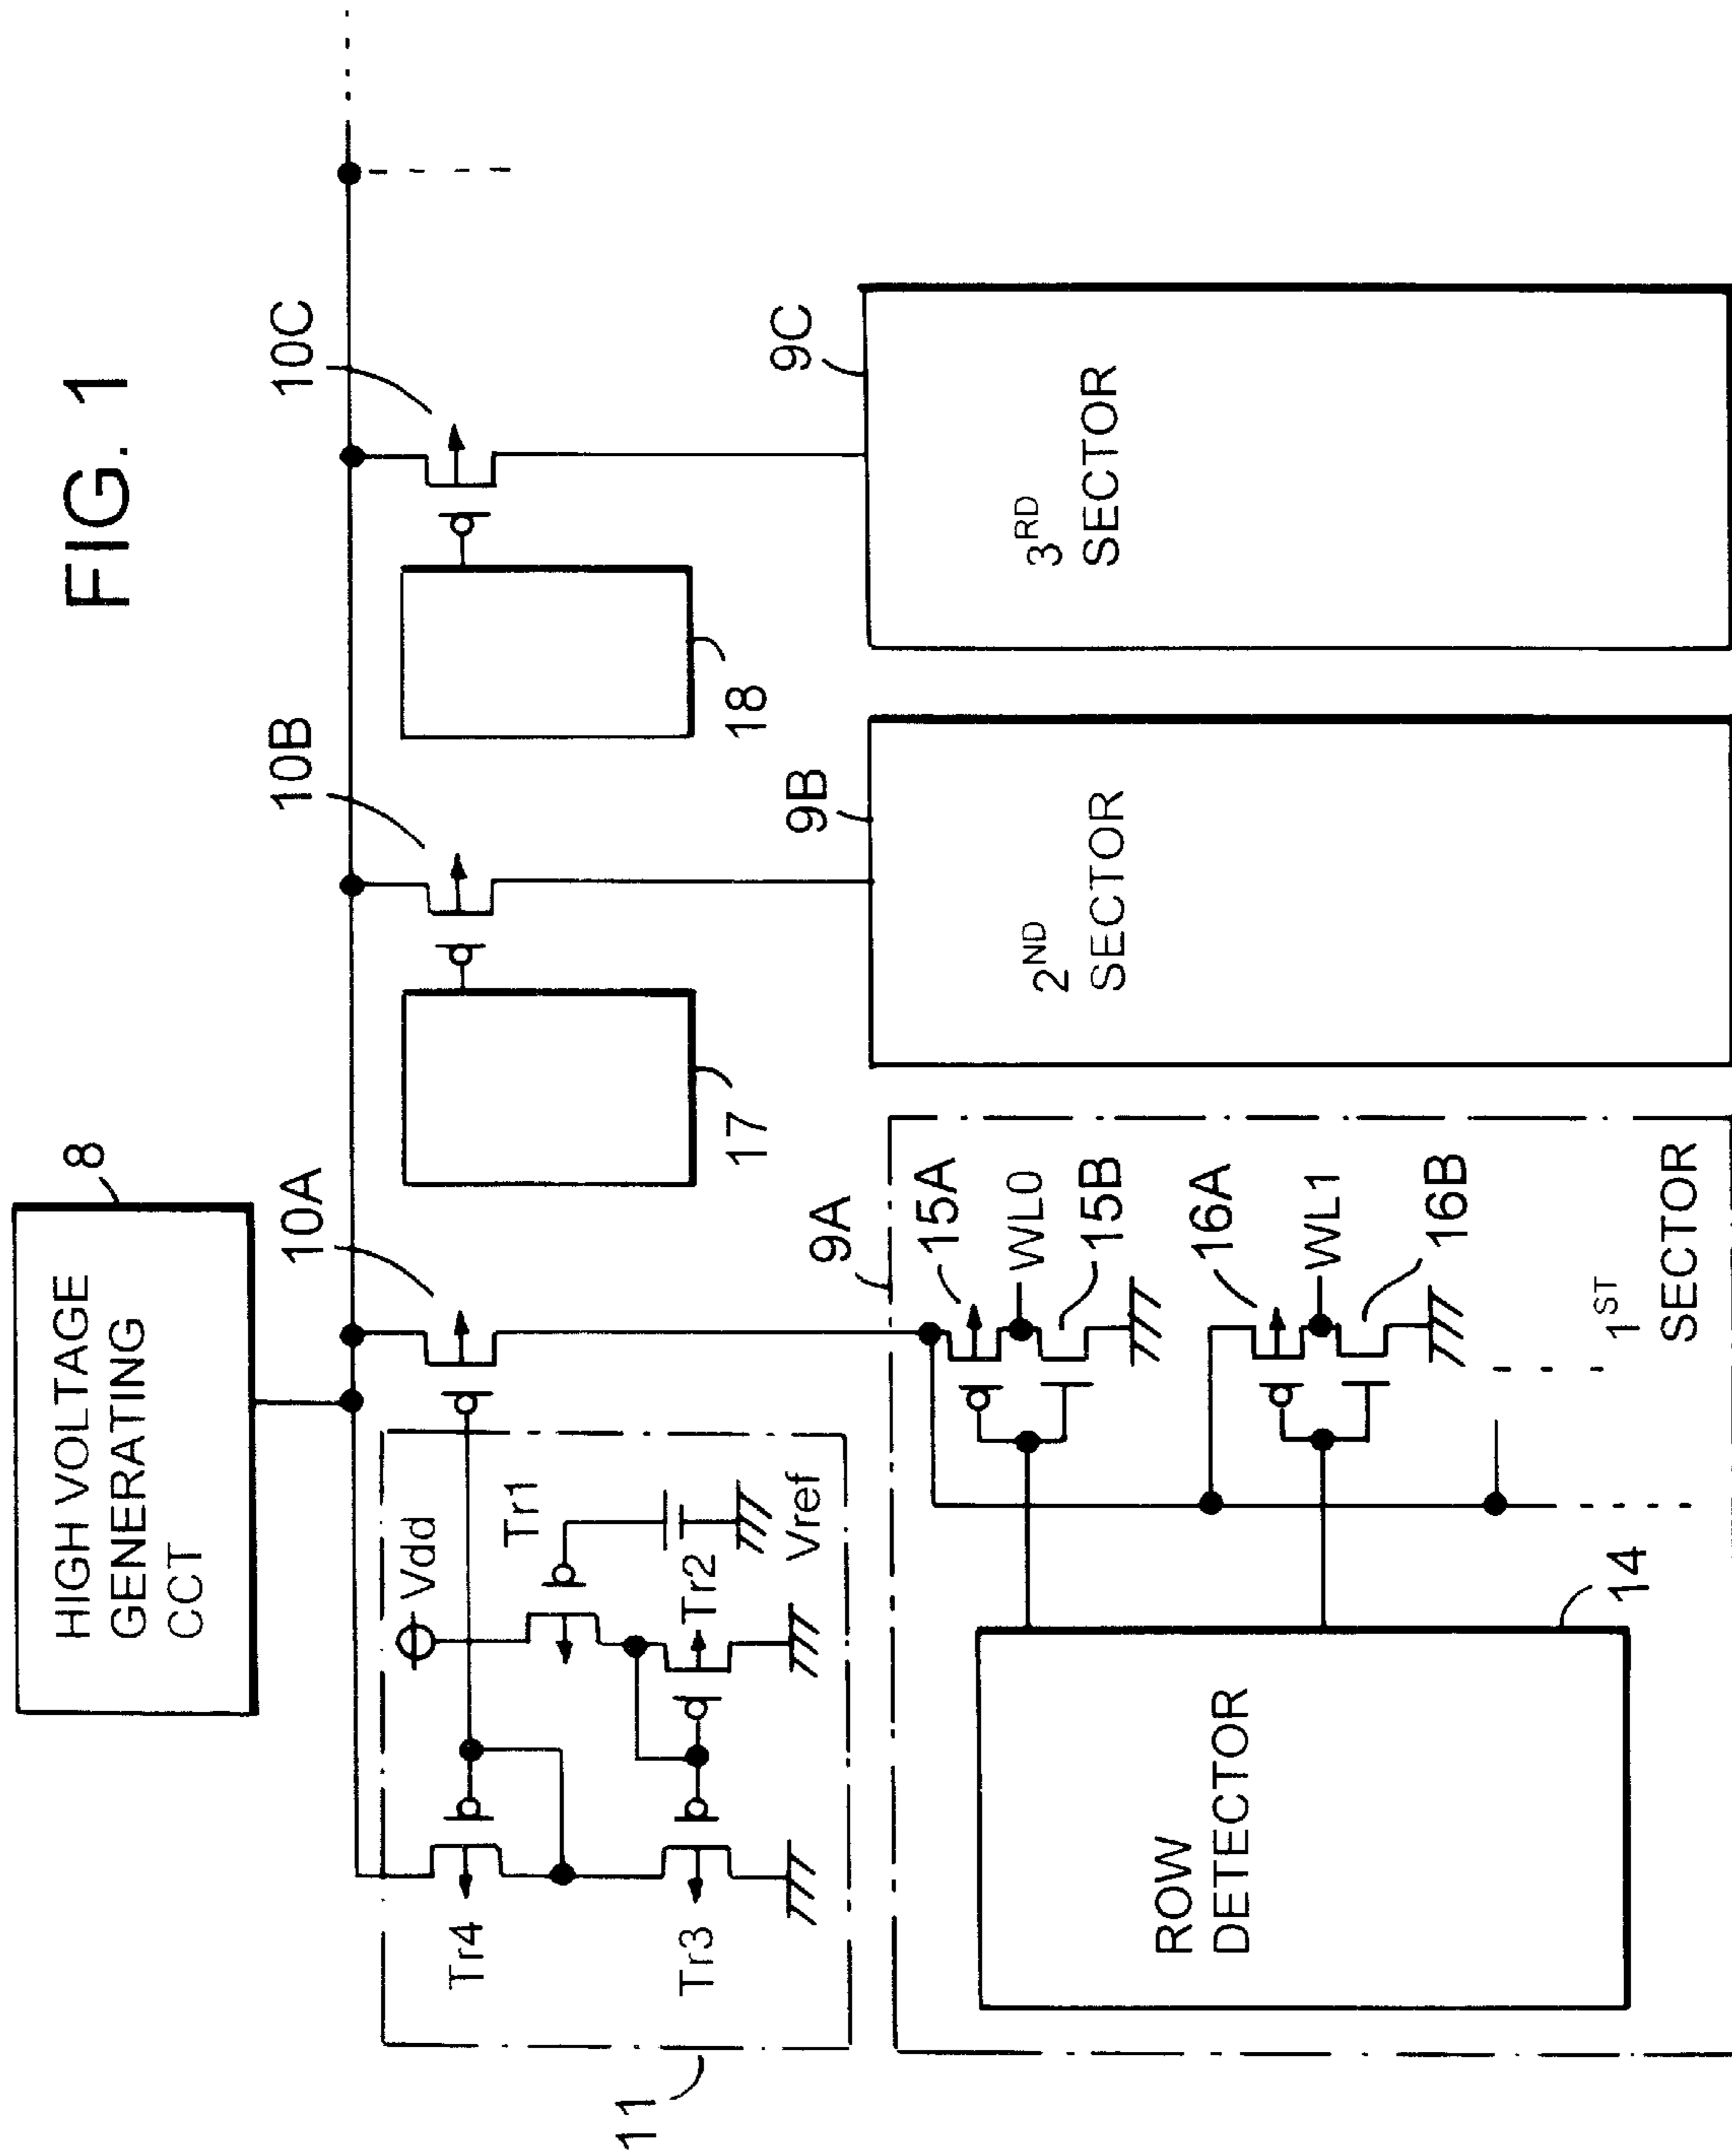 FIG. 1
8
HIGH VOLTAGE
GENERATING
CCT
10A
10B
10C
Vdd
Tr1
Tr2
Vref
Tr4
Tr3
11
17
18
9A
9B
9C
15A
WL0
15B
16A
WL1
16B
1ST
SECTOR
2ND
SECTOR
3RD
SECTOR
ROW
DETECTOR
14